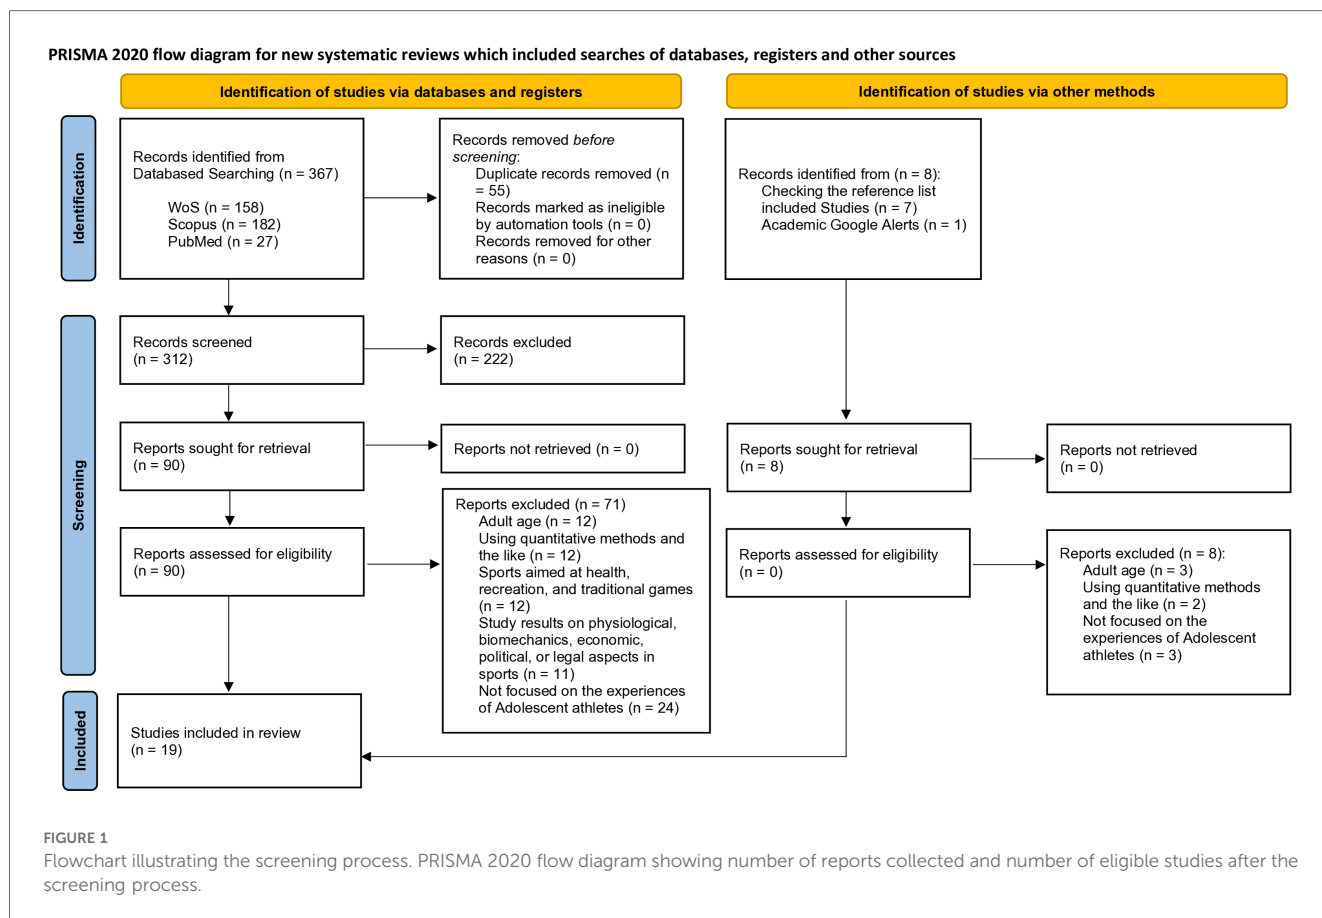 PRISMA 2020 flow diagram for new systematic reviews which included searches of databases, registers and other sources
Identification of studies via databases and registers
Identification of studies via other methods
Identification
Records identified from
Databased Searching (n = 367)
WoS (n = 158)
Scopus (n = 182)
PubMed (n = 27)
Records removed before
screening:
Duplicate records removed (n
= 55)
Records marked as ineligible
by automation tools (n = 0)
Records removed for other
reasons (n = 0)
Records identified from (n = 8):
Checking the reference list
included Studies (n = 7)
Academic Google Alerts (n = 1)
Screening
Records screened
(n = 312)
Records excluded
(n = 222)
Reports sought for retrieval
(n = 90)
Reports not retrieved (n = 0)
Reports sought for retrieval
(n = 8)
Reports not retrieved
(n = 0)
Reports assessed for eligibility
(n = 90)
Reports excluded (n = 71)
Adult age (n = 12)
Using quantitative methods and
the like (n = 12)
Sports aimed at health,
recreation, and traditional games
(n = 12)
Study results on physiological,
biomechanics, economic,
political, or legal aspects in
sports (n = 11)
Not focused on the experiences
of Adolescent athletes (n = 24)
Reports assessed for eligibility
(n = 0)
Reports excluded (n = 8):
Adult age (n = 3)
Using quantitative methods
and the like (n = 2)
Not focused on the
experiences of Adolescent
athletes (n = 3)
Included
Studies included in review
(n = 19)
FIGURE 1
Flowchart illustrating the screening process. PRISMA 2020 flow diagram showing number of reports collected and number of eligible studies after the
screening process.